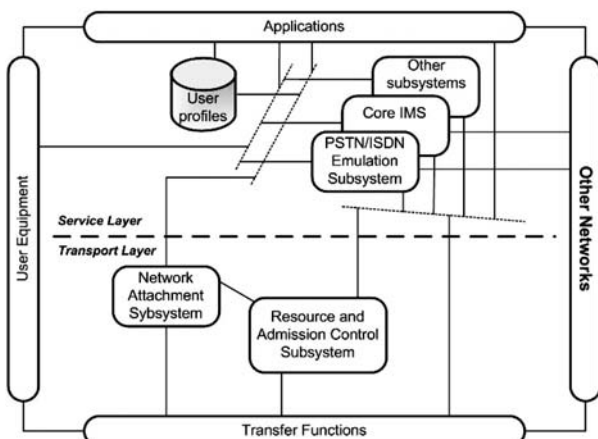 Applications
Other
subsystems
User
profiles
Core IMS
PSTN/ISDN
Emulation
Subsystem
User Equipment
Other Networks
Service Layer
Transport Layer
Network
Attachment
Sybsystem
Resource and
Admission Control
Subsystem
Transfer Functions